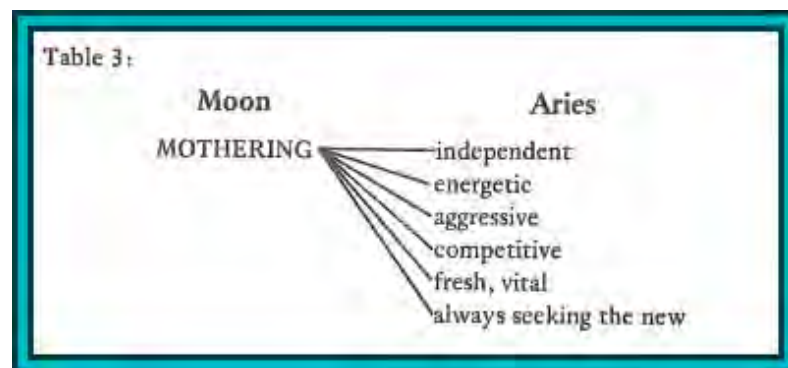 Table 3:
Moon Aries
MOTHERING independent
energetic
aggressive
competitive
fresh, vital
always seeking the new